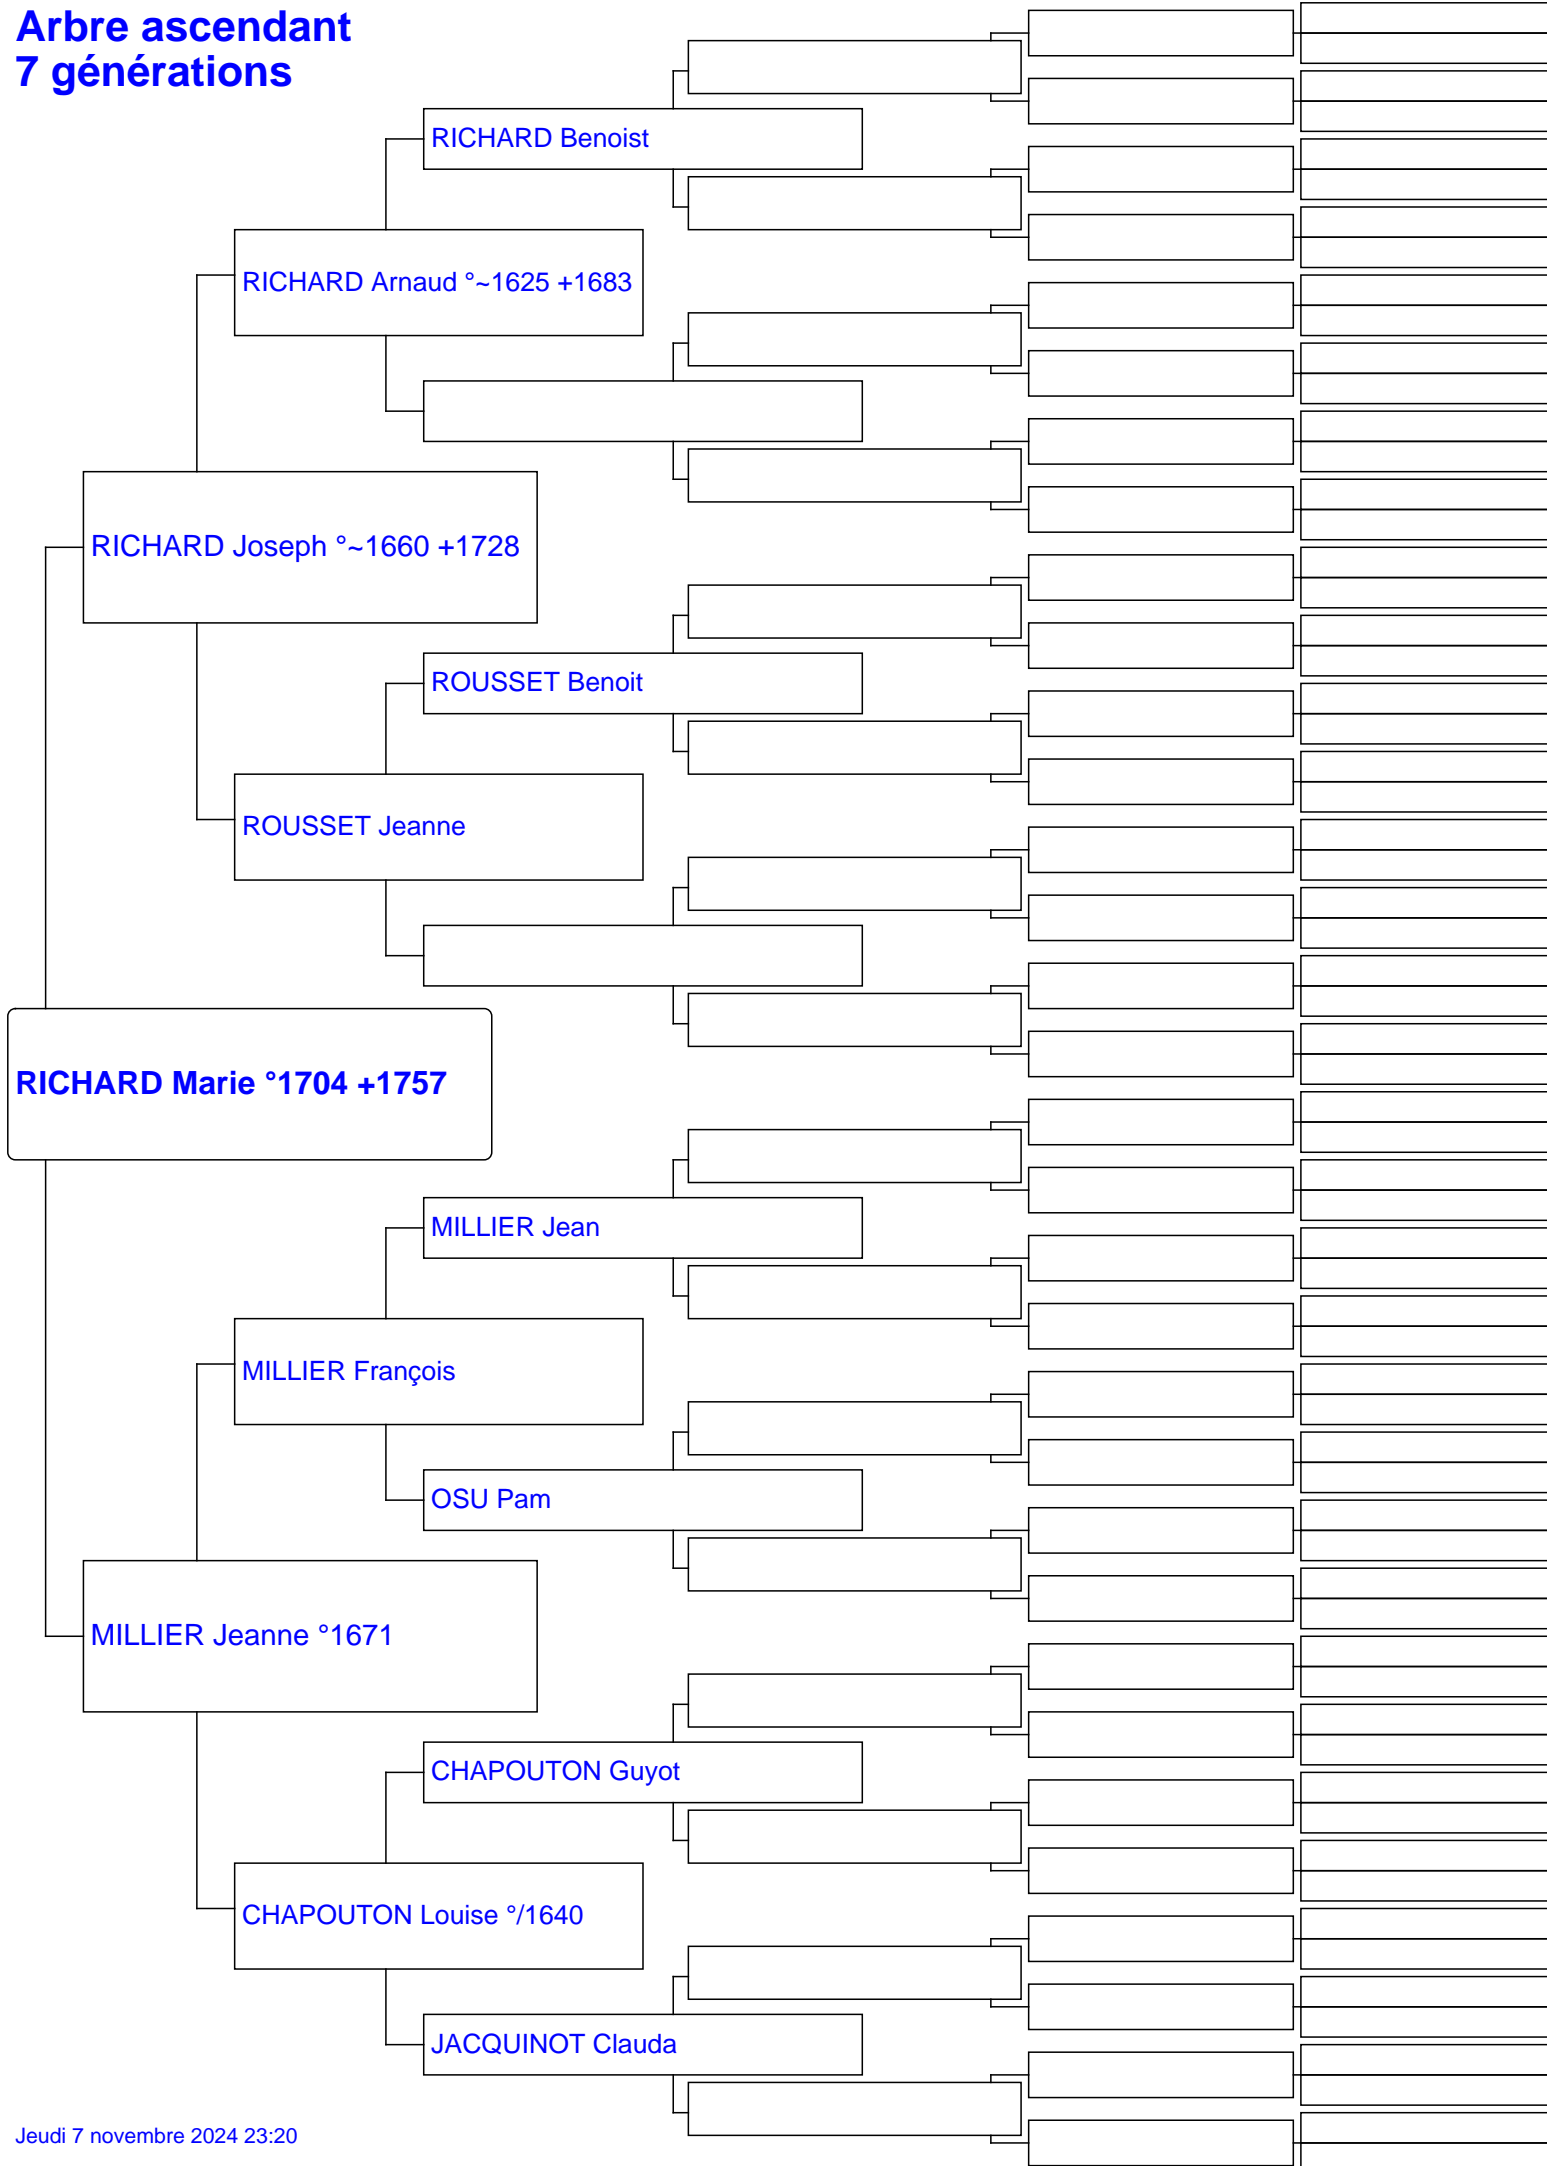 Arbre ascendant
7 générations
RICHARD Benoist
RICHARD Arnaud °~1625 +1683
RICHARD Joseph °~1660 +1728
ROUSSET Benoit
ROUSSET Jeanne
RICHARD Marie °1704 +1757
MILLIER Jean
MILLIER François
OSU Pam
MILLIER Jeanne °1671
CHAPOUTON Guyot
CHAPOUTON Louise °/1640
JACQUINOT Clauda
Jeudi 7 novembre 2024 23:20